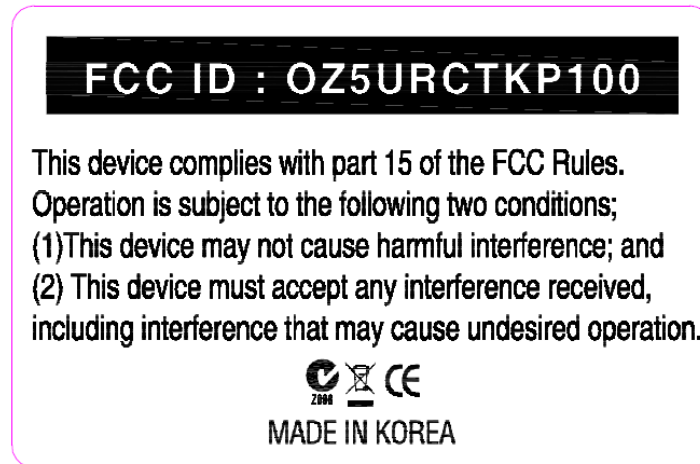 FCC ID : OZ5URCTKP100
This device complies with part 15 of the FCC Rules.
Operation is subject to the following two conditions;
(1)This device may not cause harmful interference; and
(2) This device must accept any interference received,
including interference that may cause undesired operation.
CE
MADE IN KOREA